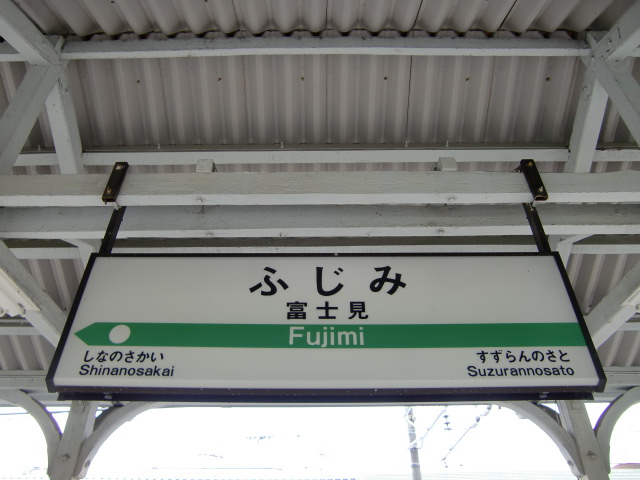 ふじみ
富士見
Fujimi
しなのさかい すずらんのさと
Shinanosakai Suzurannosato